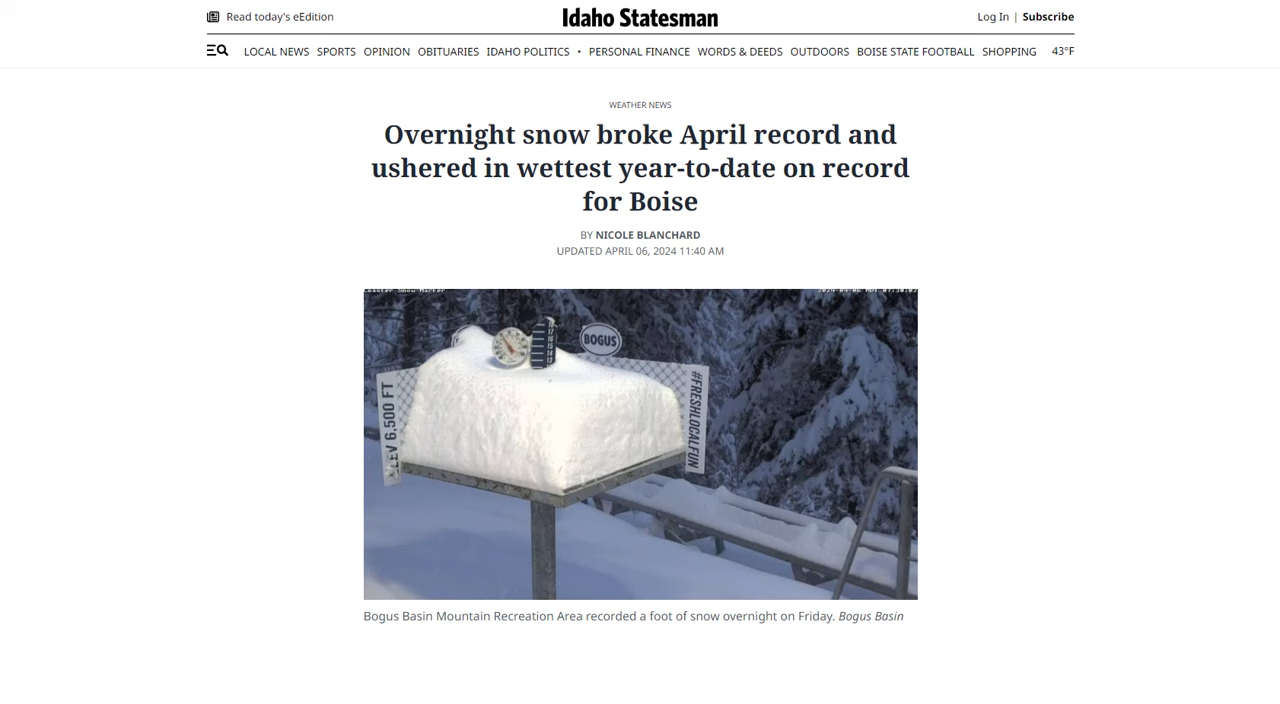 Read today's eEdition
Idaho Statesman
Log In | Subscribe
LOCAL NEWS SPORTS OPINION OBITUARIES IDAHO POLITICS • PERSONAL FINANCE WORDS & DEEDS OUTDOORS BOISE STATE FOOTBALL SHOPPING 43°F
WEATHER NEWS
Overnight snow broke April record and
ushered in wettest year-to-date on record
for Boise
BY NICOLE BLANCHARD
UPDATED APRIL 06, 2024 11:40 AM
BOGUS
ELEV 6,500 FT
#FRESHLOCALFUN
Bogus Basin Mountain Recreation Area recorded a foot of snow overnight on Friday. Bogus Basin